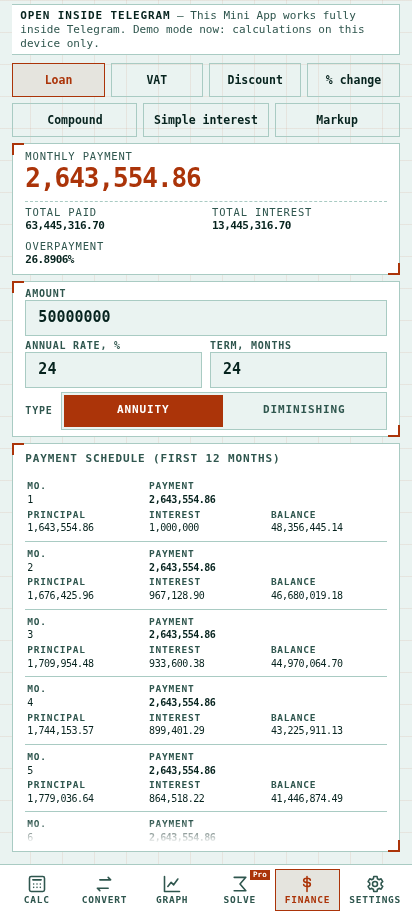 OPEN INSIDE TELEGRAM — This Mini App works fully
inside Telegram. Demo mode now: calculations on this
device only.
Loan VAT Discount % change
Compound Simple interest Markup
MONTHLY PAYMENT
2,643,554.86
TOTAL PAID TOTAL INTEREST
63,445,316.70 13,445,316.70
OVERPAYMENT
26.8906%
AMOUNT
50000000
ANNUAL RATE, % TERM, MONTHS
24 24
TYPE ANNUITY DIMINISHING
PAYMENT SCHEDULE (FIRST 12 MONTHS)
MO. PAYMENT
1 2,643,554.86
PRINCIPAL INTEREST BALANCE
1,643,554.86 1,000,000 48,356,445.14
MO. PAYMENT
2 2,643,554.86
PRINCIPAL INTEREST BALANCE
1,676,425.96 967,128.90 46,680,019.18
MO. PAYMENT
3 2,643,554.86
PRINCIPAL INTEREST BALANCE
1,709,954.48 933,600.38 44,970,064.70
MO. PAYMENT
4 2,643,554.86
PRINCIPAL INTEREST BALANCE
1,744,153.57 899,401.29 43,225,911.13
MO. PAYMENT
5 2,643,554.86
PRINCIPAL INTEREST BALANCE
1,779,036.64 864,518.22 41,446,874.49
MO. PAYMENT
6 2,643,554.86
Pro
CALC CONVERT GRAPH SOLVE FINANCE SETTINGS